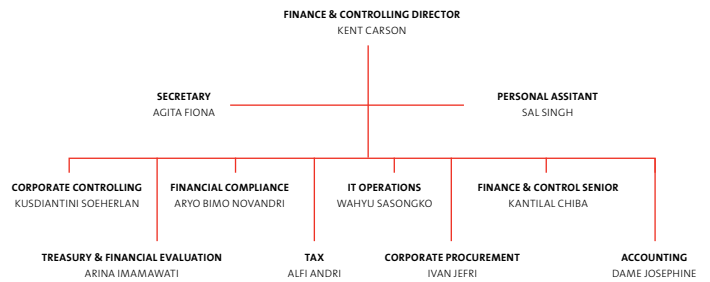 FINANCE & CONTROLLING DIRECTOR
KENT CARSON
SECRETARY
AGITA FIONA
PERSONAL ASSITANT
SAL SINGH
CORPORATE CONTROLLING
KUSDIANTINI SOEHERLAN
FINANCIAL COMPLIANCE
ARYO BIMO NOVANDRI
IT OPERATIONS
WAHYU SASONGKO
FINANCE & CONTROL SENIOR
KANTILAL CHIBA
TREASURY & FINANCIAL EVALUATION
ARINA IMAMAWATI
TAX
ALFI ANDRI
CORPORATE PROCUREMENT
IVAN JEFRI
ACCOUNTING
DAME JOSEPHINE